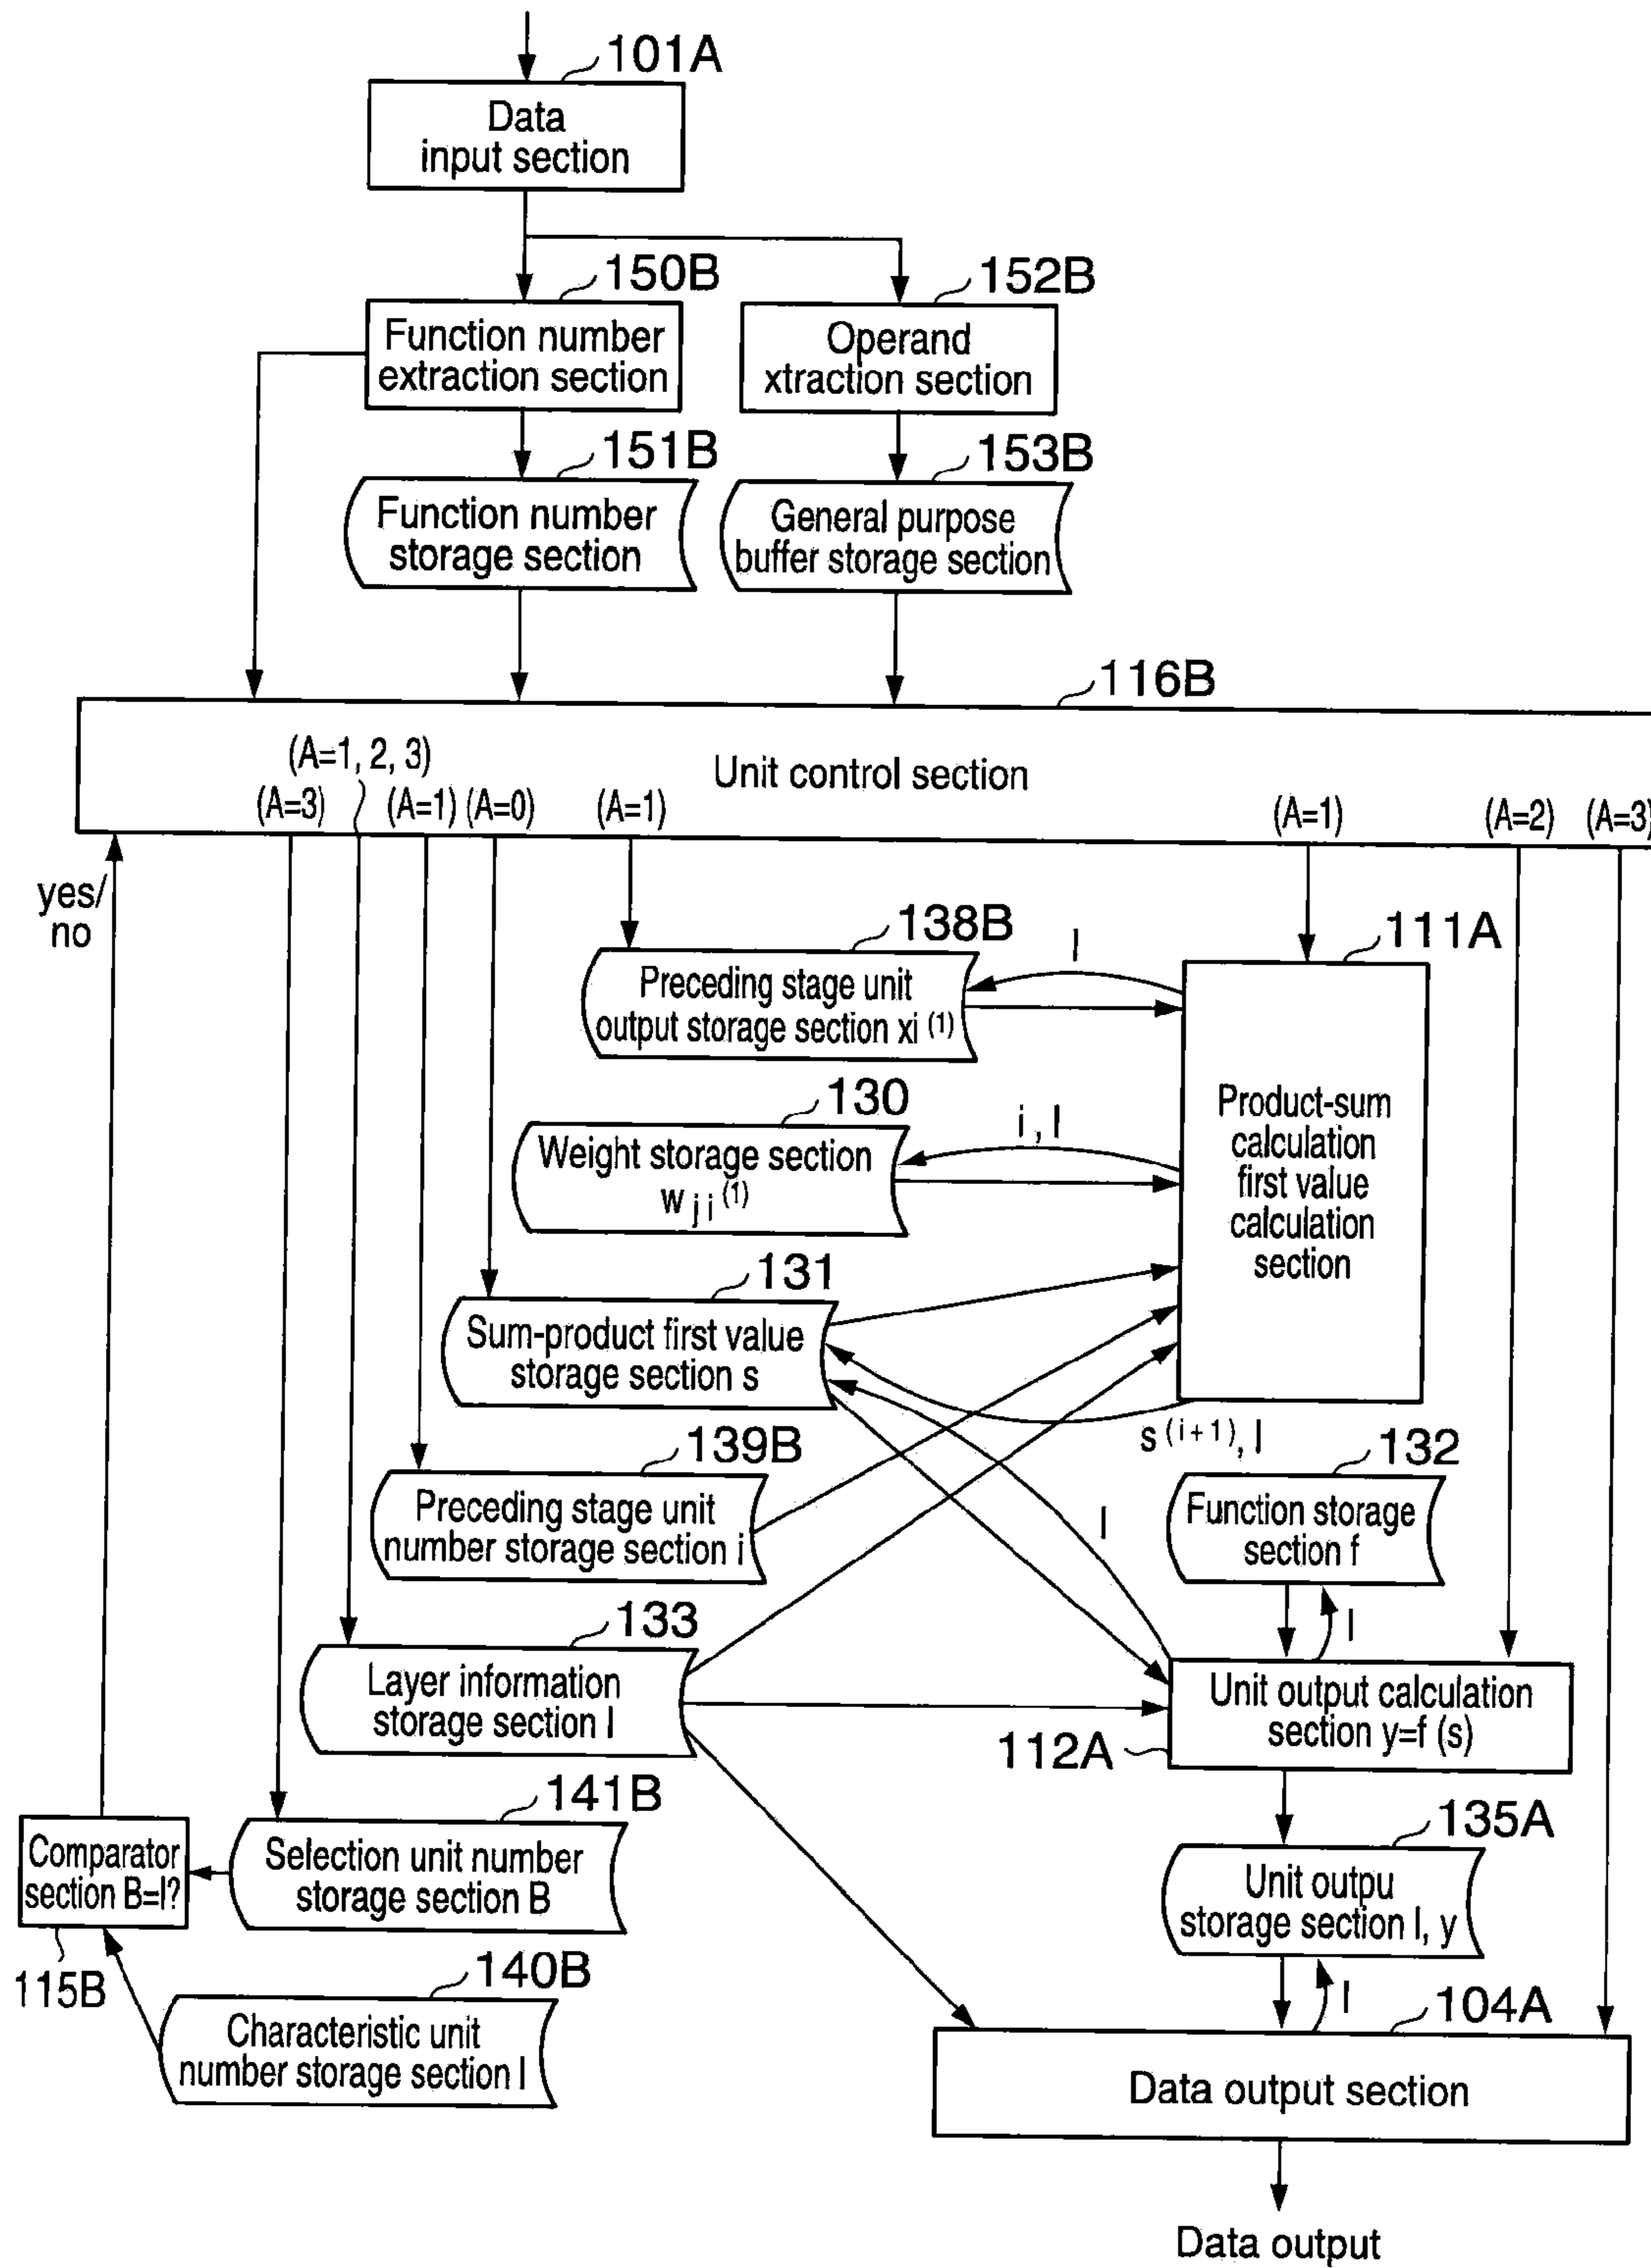 101A
Data
input section
150B
152B
Function number
extraction section
Operand
xtraction section
151B
153B
Function number
storage section
General purpose
buffer storage section
116B
Unit control section
(A=1, 2, 3)
(A=3)
(A=1)
(A=0)
(A=1)
(A=1)
(A=2)
(A=3)
yes/
no
138B
l
111A
Preceding stage unit
output storage section xi (1)
130
i, l
Weight storage section
w j i (1)
Product-sum
calculation
first value
calculation
section
131
Sum-product first value
storage section s
s (i+1), l
139B
132
Preceding stage unit
number storage section i
l
Function storage
section f
133
l
Layer information
storage section l
Unit output calculation
section y=f (s)
112A
141B
135A
Comparator
section B=I?
Selection unit number
storage section B
Unit outpu
storage section l, y
115B
140B
l
104A
Characteristic unit
number storage section I
Data output section
Data output